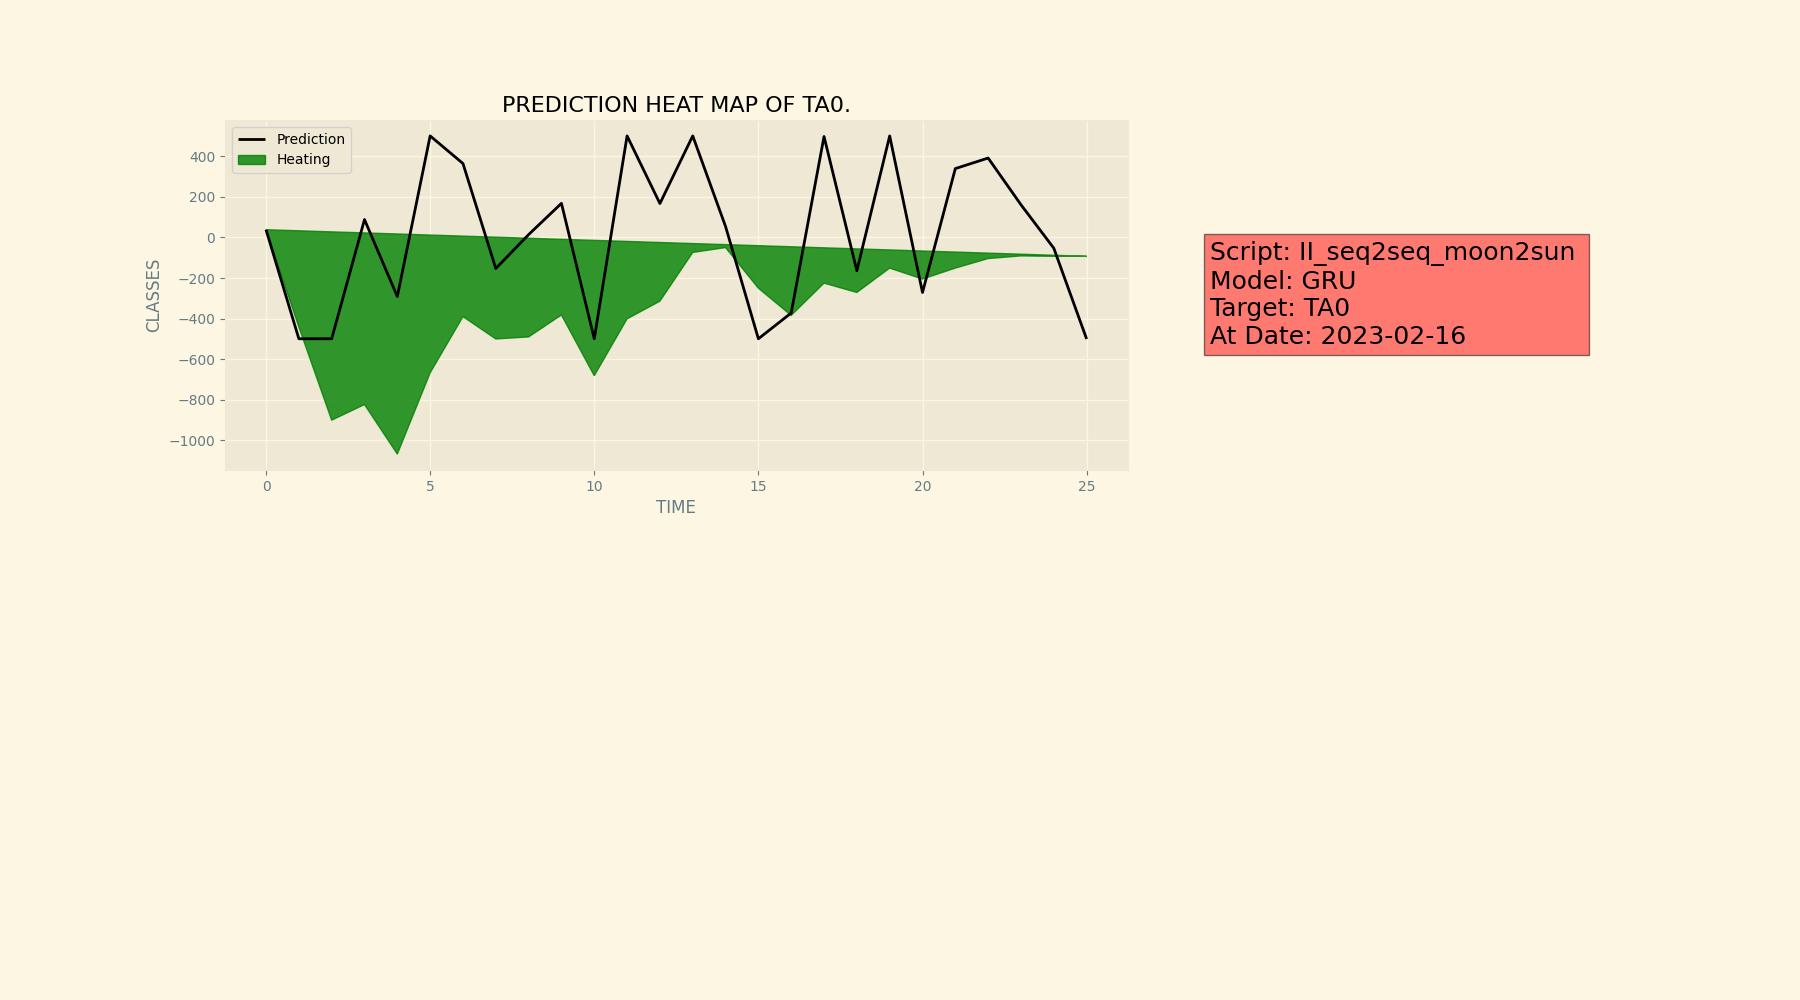 PREDICTION HEAT MAP OF TA0.
Prediction
Heating
400
200
0
−200
−400
−600
−800
−1000
CLASSES
0 5 10 15 20 25
TIME
Script: II_seq2seq_moon2sun
Model: GRU
Target: TA0
At Date: 2023-02-16